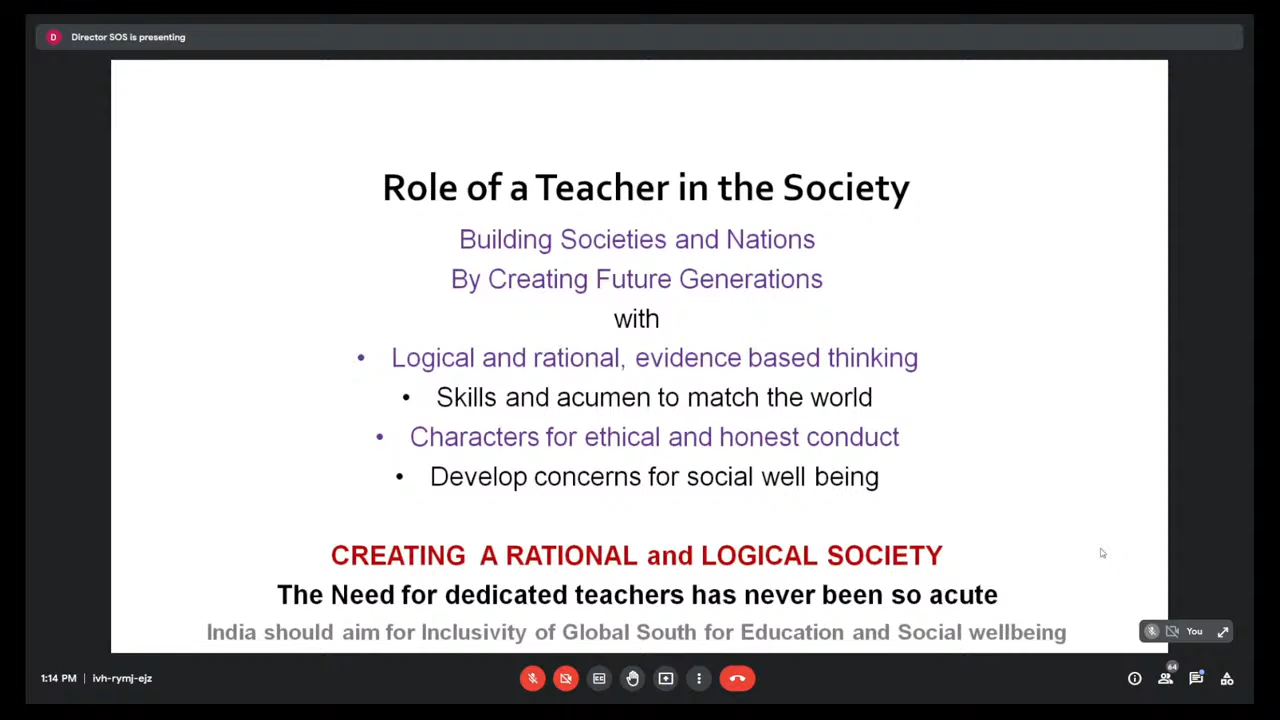 D
Director SOS is presenting
Role of a Teacher in the Society
Building Societies and Nations
By Creating Future Generations
with
• Logical and rational, evidence based thinking
• Skills and acumen to match the world
• Characters for ethical and honest conduct
• Develop concerns for social well being
CREATING A RATIONAL and LOGICAL SOCIETY
The Need for dedicated teachers has never been so acute
India should aim for Inclusivity of Global South for Education and Social wellbeing
You
1:14 PM | ivh-rymj-ejz
64